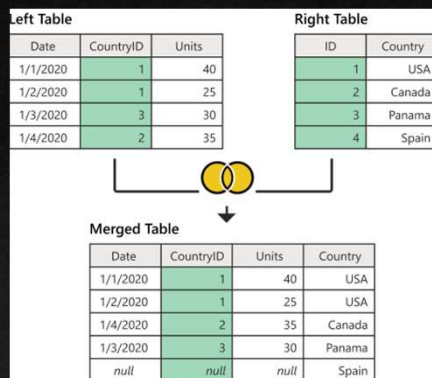 Left Table
Right Table
Date CountryID Units
1/1/2020 1 40
1/2/2020 1 25
1/3/2020 3 30
1/4/2020 2 35
ID Country
1 USA
2 Canada
3 Panama
4 Spain
Merged Table
Date CountryID Units Country
1/1/2020 1 40 USA
1/2/2020 1 25 USA
1/4/2020 2 35 Canada
1/3/2020 3 30 Panama
null null null Spain